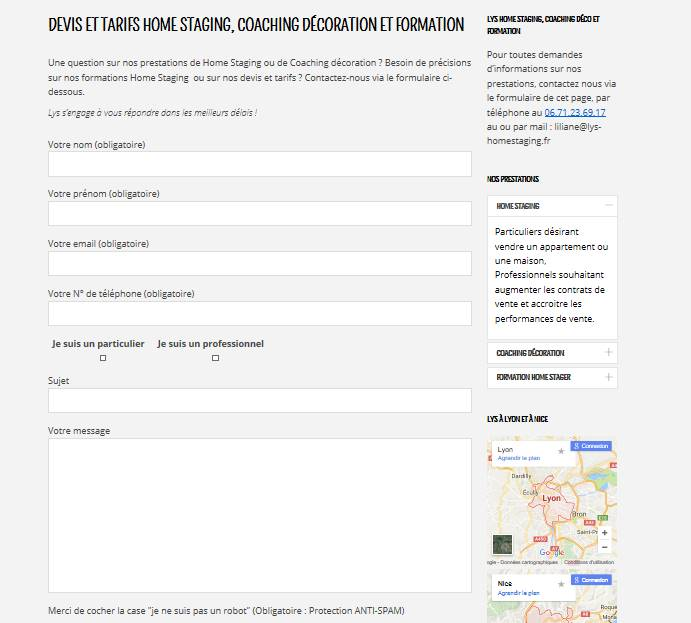 DEVIS ET TARIFS HOME STAGING, COACHING DÉCORATION ET FORMATION
Une question sur nos prestations de Home Staging ou de Coaching décoration ? Besoin de précisions
sur nos formations Home Staging ou sur nos devis et tarifs ? Contactez-nous via le formulaire ci-
dessous.
Lys s'engage à vous répondre dans les meilleurs délais !
Votre nom (obligatoire)
Votre prénom (obligatoire)
Votre email (obligatoire)
Votre N° de téléphone (obligatoire)
Je suis un particulier Je suis un professionnel
Sujet
Votre message
Merci de cocher la case "je ne suis pas un robot" (Obligatoire : Protection ANTI-SPAM)
LYS HOME STAGING, COACHING DÉCO ET
FORMATION
Pour toutes demandes
d'informations sur nos
prestations, contactez nous via
le formulaire de cet page, par
téléphone au 06.71.23.69.17
au ou par mail : liliane@lys-
homestaging.fr
NOS PRESTATIONS
HOME STAGING
Particuliers désirant
vendre un appartement ou
une maison,
Professionnels souhaitant
augmenter les contrats de
vente et accroitre les
performances de vente.
COACHING DÉCORATION
FORMATION HOME STAGER
LYS À LYON ET À NICE
Lyon
Agrandir le plan
Connexion
Dardilly
Écully
Lyon
Bron
Saint-Pr
A450
A7
Google
gle - Données cartographiques Conditions d'utilisation
Nice
Agrandir le plan
Connexion
Roque
Mona